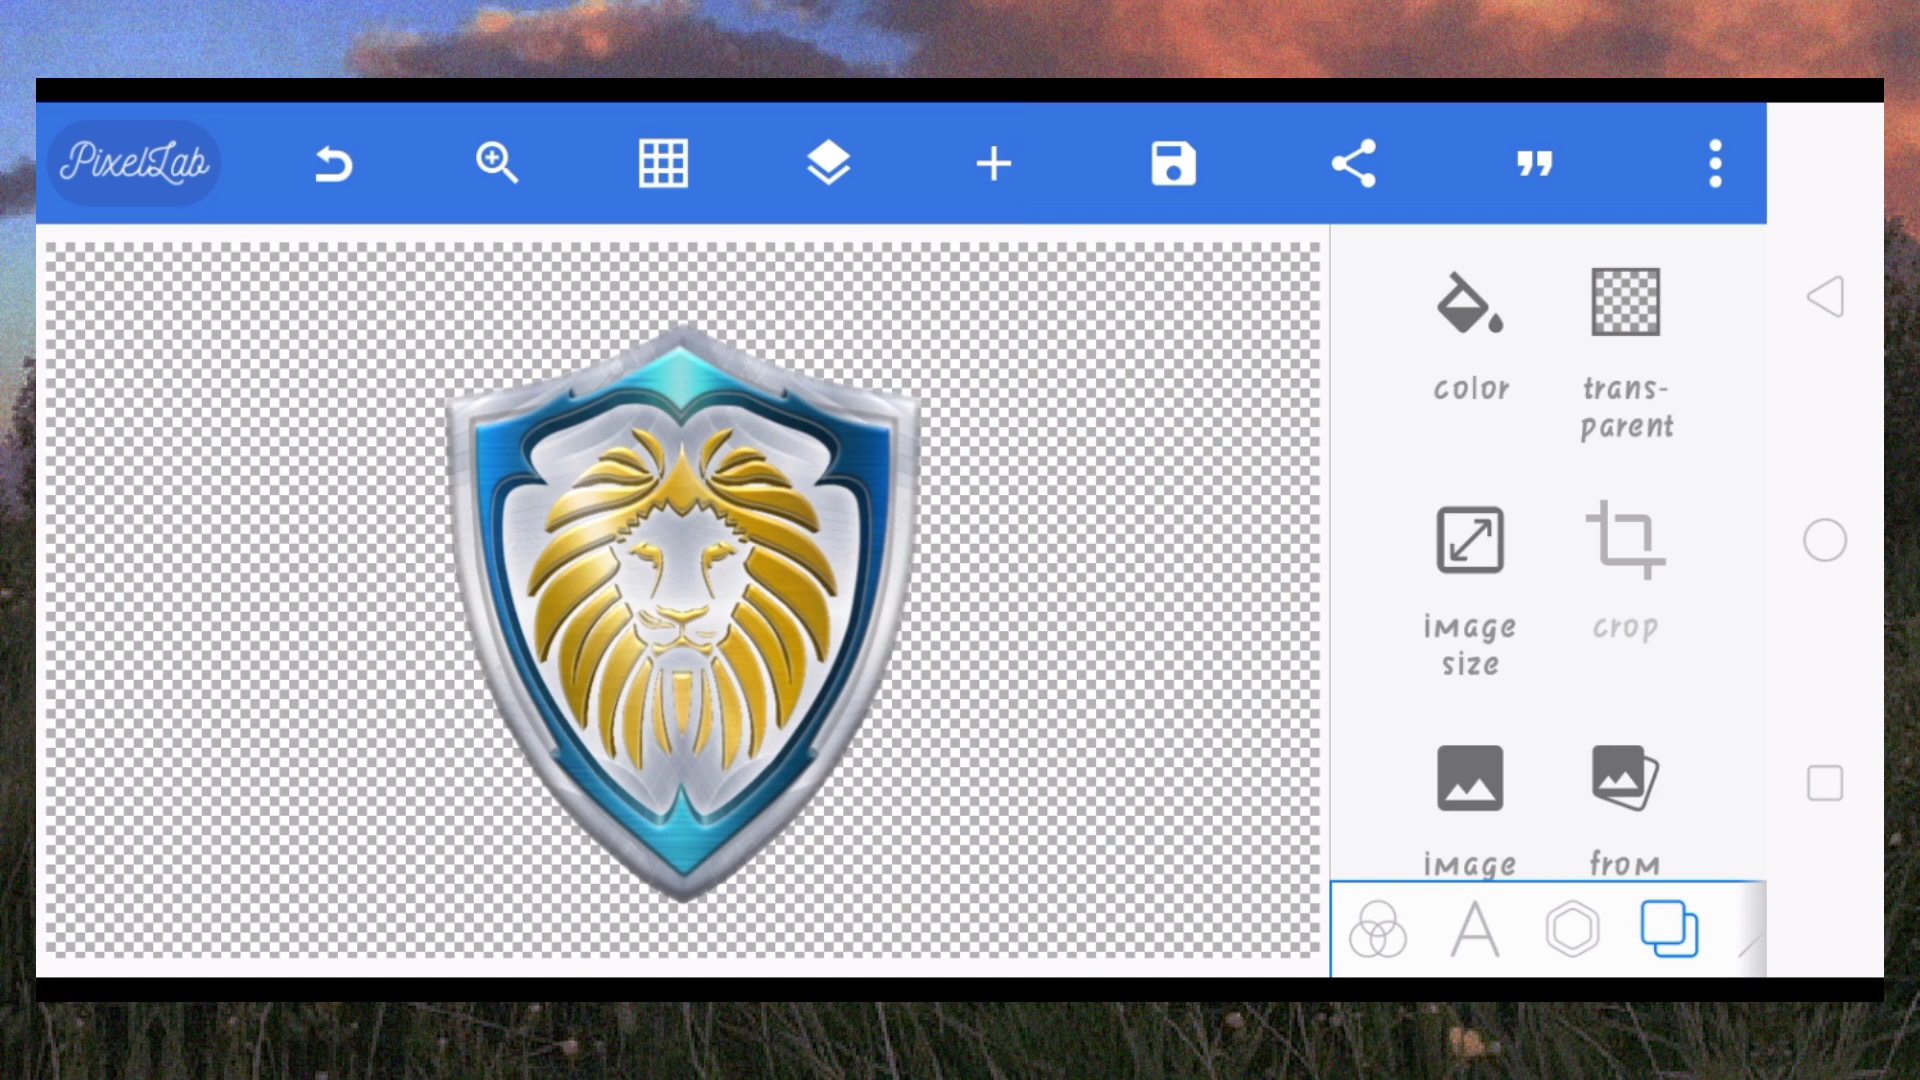 PixelLab
color
trans-
parent
image
size
crop
image
from